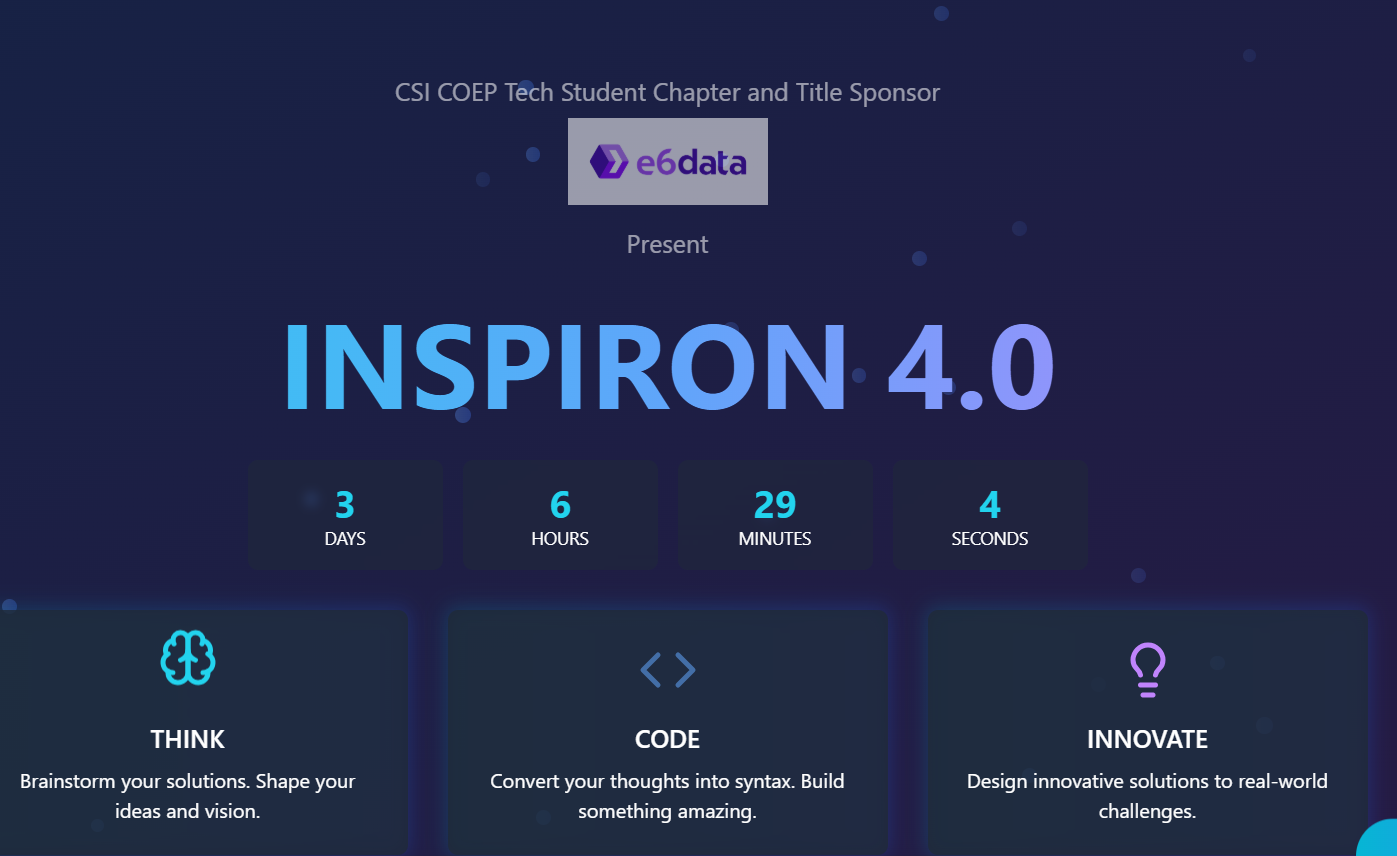 CSI COEP Tech Student Chapter and Title Sponsor
e6data
Present
INSPIRON 4.0
3 6 29 4
DAYS HOURS MINUTES SECONDS
THINK
Brainstorm your solutions. Shape your
ideas and vision.
CODE
Convert your thoughts into syntax. Build
something amazing.
INNOVATE
Design innovative solutions to real-world
challenges.